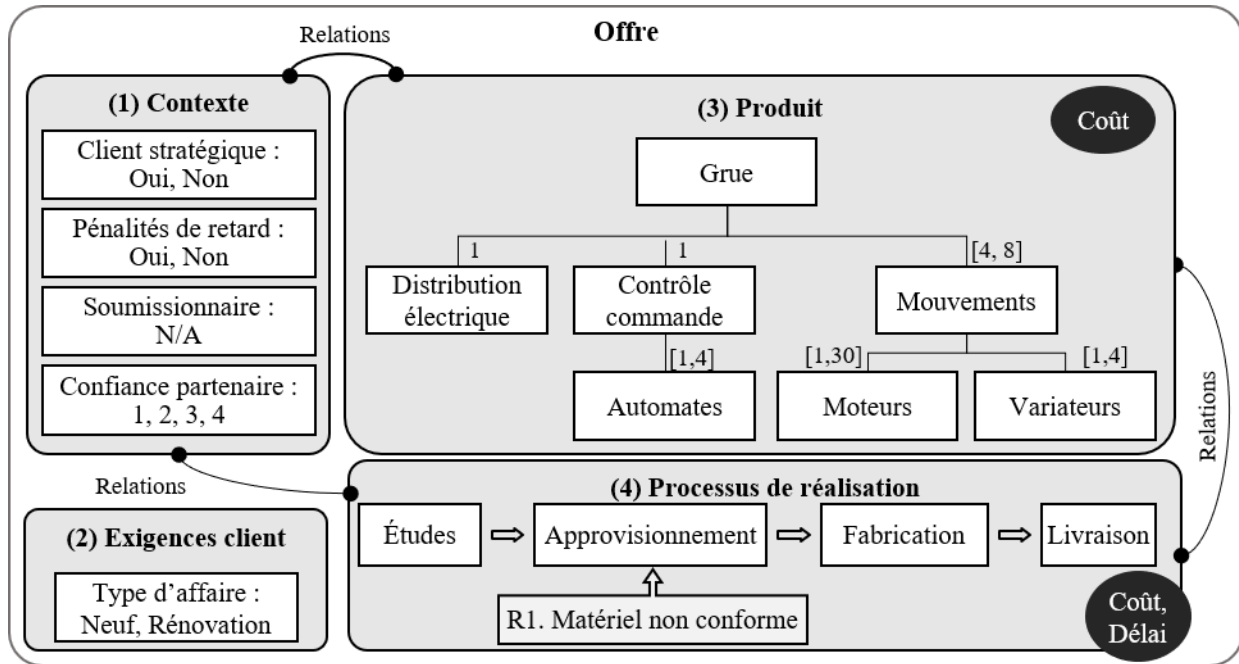 Offre
Relations
(1) Contexte
Client stratégique :
Oui, Non
Pénalités de retard :
Oui, Non
Soumissionnaire :
N/A
Confiance partenaire :
1, 2, 3, 4
Relations
(2) Exigences client
Type d’affaire :
Neuf, Rénovation
(3) Produit
Coût
Grue
1
1
[4, 8]
Distribution
électrique
Contrôle
commande
Mouvements
[1,4]
[1,30]
[1,4]
Automates
Moteurs
Variateurs
Relations
(4) Processus de réalisation
Études
Approvisionnement
Fabrication
Livraison
R1. Matériel non conforme
Coût,
Délai